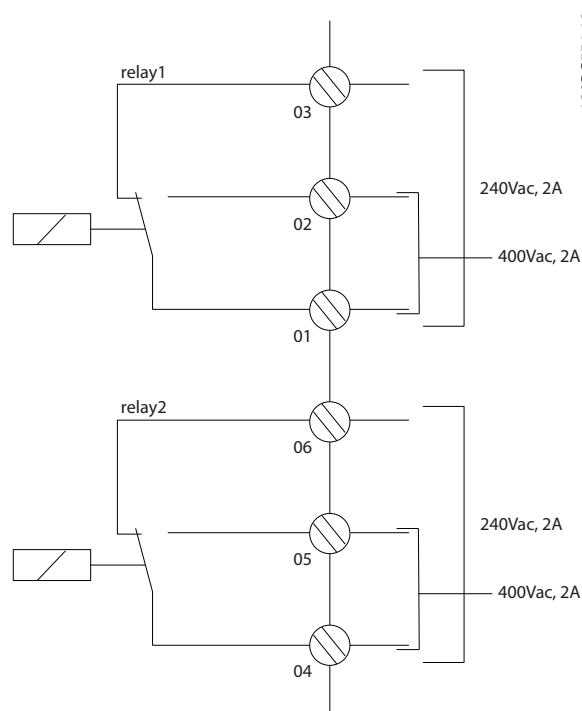 relay1
03
240Vac, 2A
02
400Vac, 2A
01
relay2
06
240Vac, 2A
05
400Vac, 2A
04